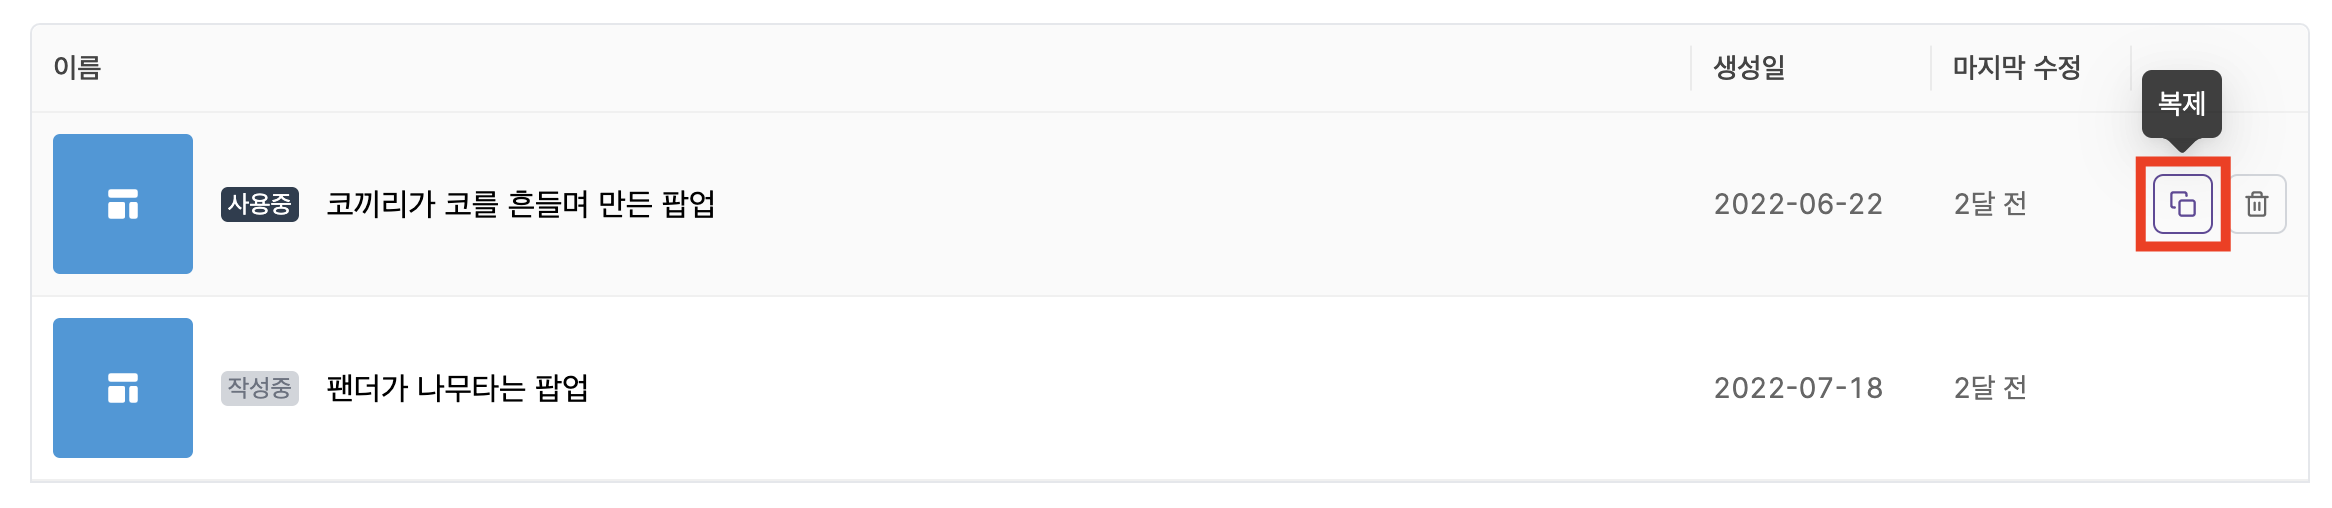 이름 생성일 마지막 수정
복제
사용중 코끼리가 코를 흔들며 만든 팝업 2022-06-22 2달 전
작성중 팬더가 나무타는 팝업 2022-07-18 2달 전